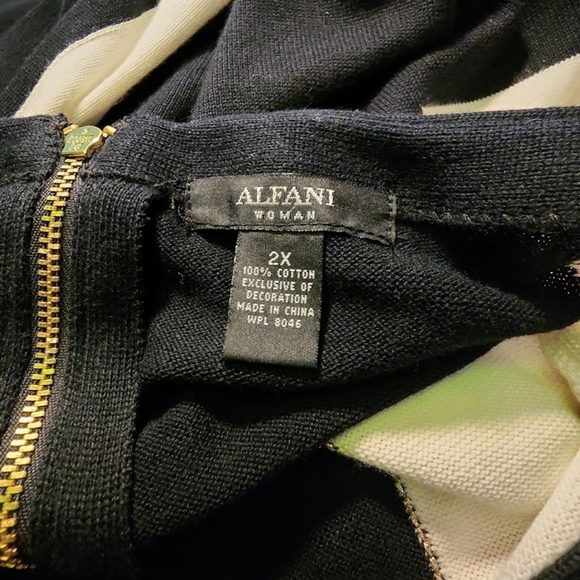 ALFANI
WOMAN
2X
100% COTTON
EXCLUSIVE OF
DECORATION
MADE IN CHINA
WPL 8046